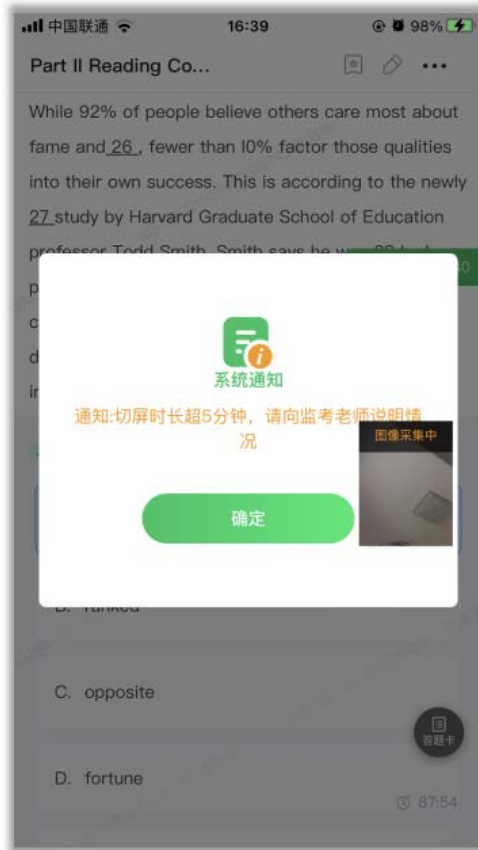 中国联通
16:39
98%
Part II Reading Co...
While 92% of people believe others care most about
fame and 26 , fewer than l0% factor those qualities
into their own success. This is according to the newly
27 study by Harvard Graduate School of Education
professor Todd Smith. Smith says he
系统通知
通知:切屏时长超5分钟，请向监考老师说明情
况
图像采集中
确定
B. ranked
C. opposite
答题卡
D. fortune
87:54